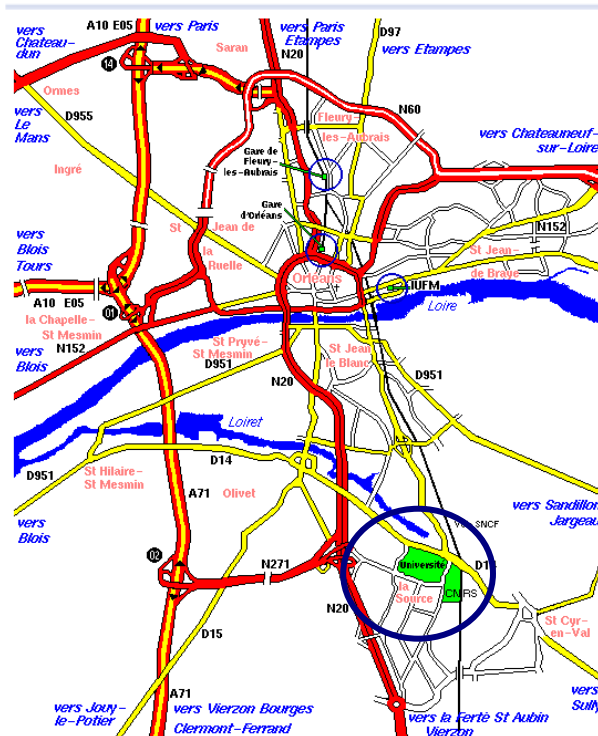 vers
Chateau-
dun
A10 E05
vers Paris
vers Paris
Etampes
N20
D97
vers Etampes
Saran
14
Ormes
D955
vers
Le
Mans
N60
Fleury
-les-Aubrais
vers Chateauneuf
-sur-Loire
Gare de
Fleury-
les-Aubrais
Ingré
Gare
d'Orléans
St
Jean de
la
Ruelle
N152
St Jean-
de Braye
vers
Blois
Tours
Orléans
IUFM
A10 E05
01
Loire
la Chapelle-
St Mesmin
N152
vers
Blois
St Pryvé-
St Mesmin
D951
St Jean
le Blanc
N20
D951
Loiret
D14
St Hilaire-
St Mesmin
D951
Olivet
A71
vers
Blois
vers Sandillon
Jargeau
SNCF
02
N271
Université
la
Source
CNRS
N20
St Cyr-
en-Val
D15
A71
vers Jouy-
le-Potier
vers Vierzon Bourges
Clermont-Ferrand
vers la Ferté St Aubin
Vierzon
vers
Sully